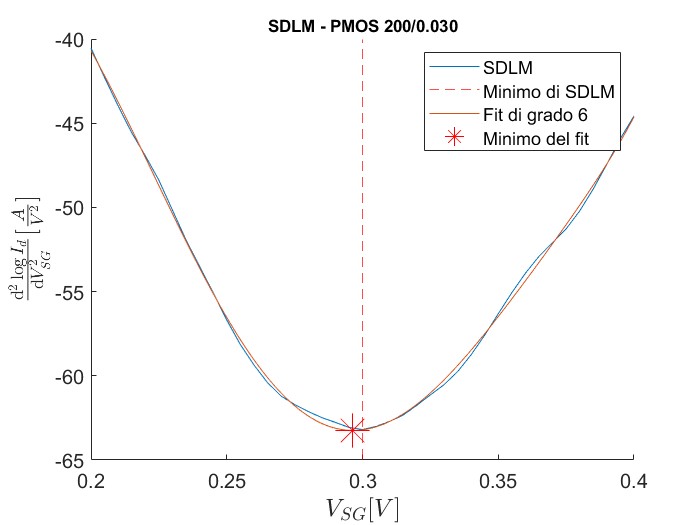 SDLM - PMOS 200/0.030
-40
-45
-50
-55
-60
-65
0.2
0.25
0.3
0.35
0.4
SDLM
Minimo di SDLM
Fit di grado 6
Minimo del fit
d² log I_d / dV²_SG [A/V²]
V_SG[V]